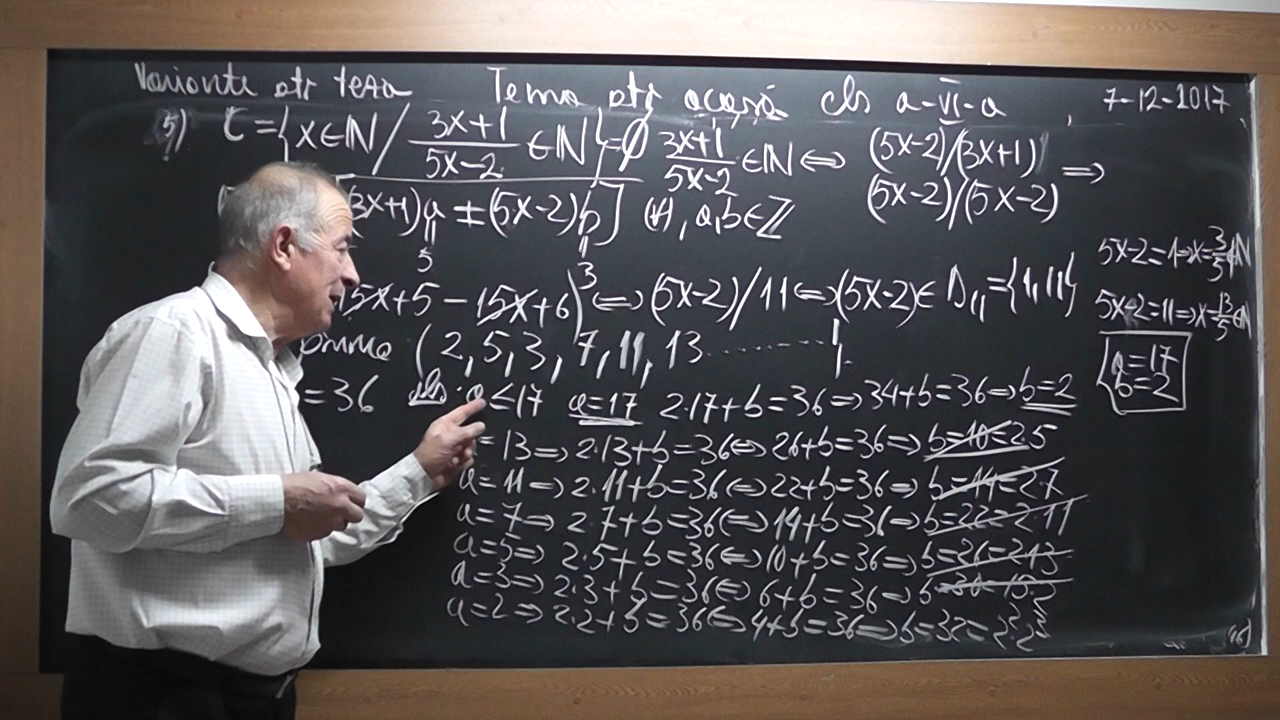 Variante ptr teza Tema ptr acasă cls a-VI-a, 7-12-2017
5) C={x∈ℕ / (3x+1)/(5x-2) ∈ℕ}=∅ (3x+1)/(5x-2) ∈ℕ ⇔ (5x-2)/(3x+1) ⇒
(5x-2)/(5x-2)
3x+1)a ± (5x-2)b] (∀), a,b∈ℤ
5 3
15x+5-15x+6) ⇔ (5x-2)/11 ⇔ (5x-2)∈ D₁₁={1,11}
5x-2=1⇒x=3/5∉ℕ
5x-2=11⇒x=13/5∉ℕ
prime (2,5,3,7,11,13..........
{a=17
b=2
=36 cls: a≤17 a=17 2·17+b=36⇒34+b=36⇒b=2
=13⇒2·13+b=36⇔26+b=36⇒b=10=2·5
a=11⇒2·11+b=36⇔22+b=36⇒b=14=2·7
a=7⇒2·7+b=36⇔14+b=36⇒b=22=2·11
a=5⇒2·5+b=36⇔10+b=36⇒b=26=2·13
a=3⇒2·3+b=36⇔6+b=36⇒b=30=15·2
a=2⇒2·2+b=36⇔4+b=36⇒b=32=2²·2³